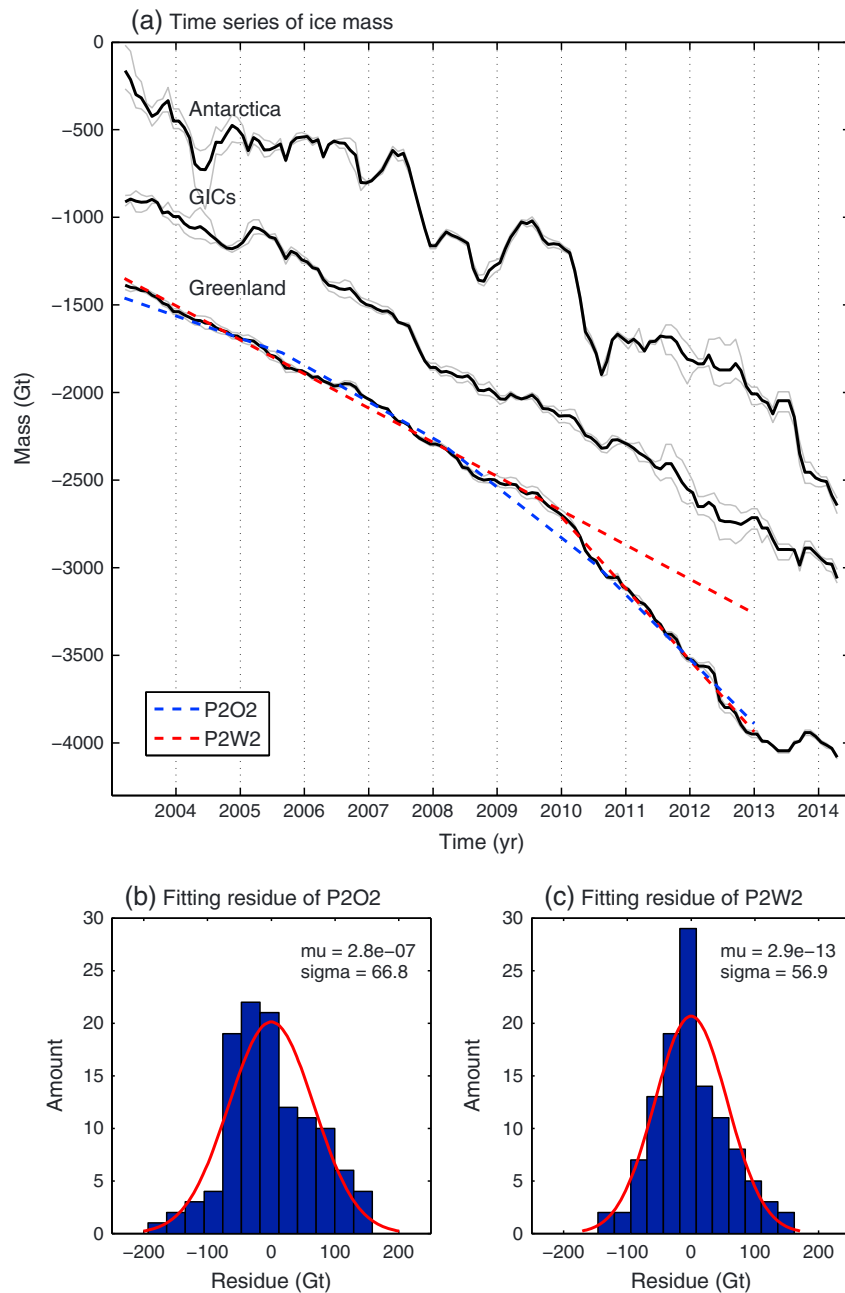 (a) Time series of ice mass
0
−500
−1000
−1500
−2000
−2500
−3000
−3500
−4000
Mass (Gt)
Antarctica
GICs
Greenland
P2O2
P2W2
2004 2005 2006 2007 2008 2009 2010 2011 2012 2013 2014
Time (yr)
(b) Fitting residue of P2O2
30
25
20
15
10
5
0
Amount
mu = 2.8e−07
sigma = 66.8
−200 −100 0 100 200
Residue (Gt)
(c) Fitting residue of P2W2
30
25
20
15
10
5
0
Amount
mu = 2.9e−13
sigma = 56.9
−200 −100 0 100 200
Residue (Gt)